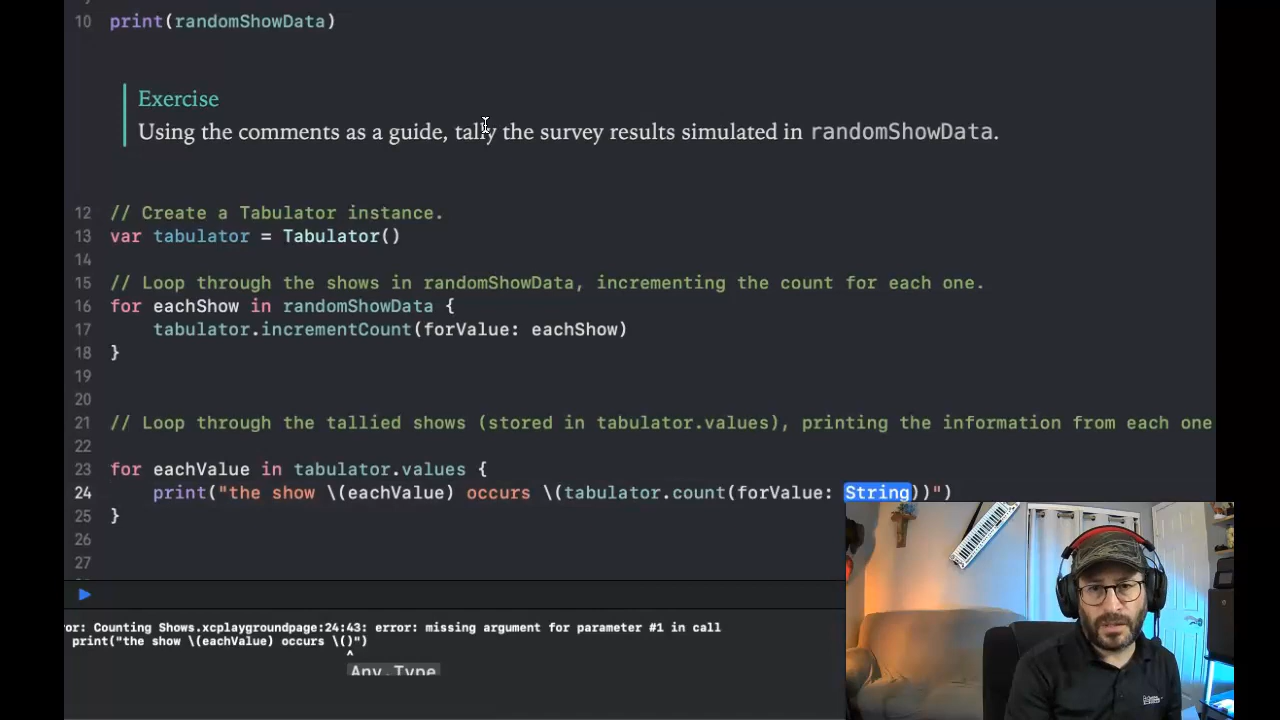 10 print(randomShowData)
Exercise
Using the comments as a guide, tally the survey results simulated in randomShowData.
12 // Create a Tabulator instance.
13 var tabulator = Tabulator()
14
15 // Loop through the shows in randomShowData, incrementing the count for each one.
16 for eachShow in randomShowData {
17 tabulator.incrementCount(forValue: eachShow)
18 }
19
20
21 // Loop through the tallied shows (stored in tabulator.values), printing the information from each one
22
23 for eachValue in tabulator.values {
24 print("the show \(eachValue) occurs \(tabulator.count(forValue: String))")
25 }
26
27
ror: Counting Shows.xcplaygroundpage:24:43: error: missing argument for parameter #1 in call
print("the show \(eachValue) occurs \()")
^
Any.Type